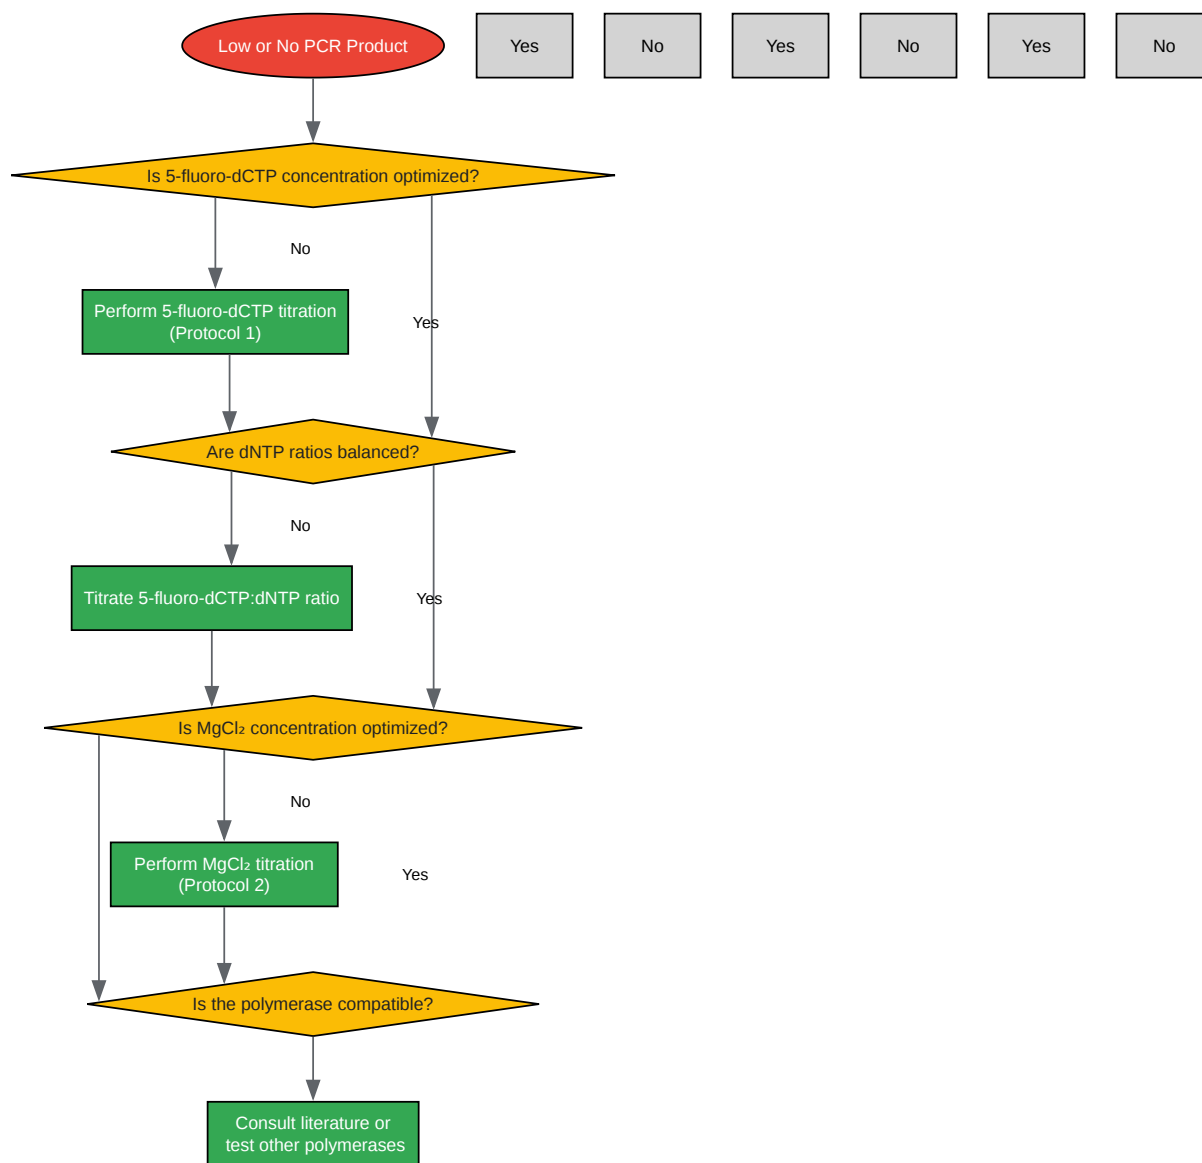 Low or No PCR Product
Yes
No
Yes
No
Yes
No
Is 5-fluoro-dCTP concentration optimized?
No
Perform 5-fluoro-dCTP titration
(Protocol 1)
Yes
Are dNTP ratios balanced?
No
Titrate 5-fluoro-dCTP:dNTP ratio
Yes
Is MgCl₂ concentration optimized?
No
Perform MgCl₂ titration
(Protocol 2)
Yes
Is the polymerase compatible?
Consult literature or
test other polymerases